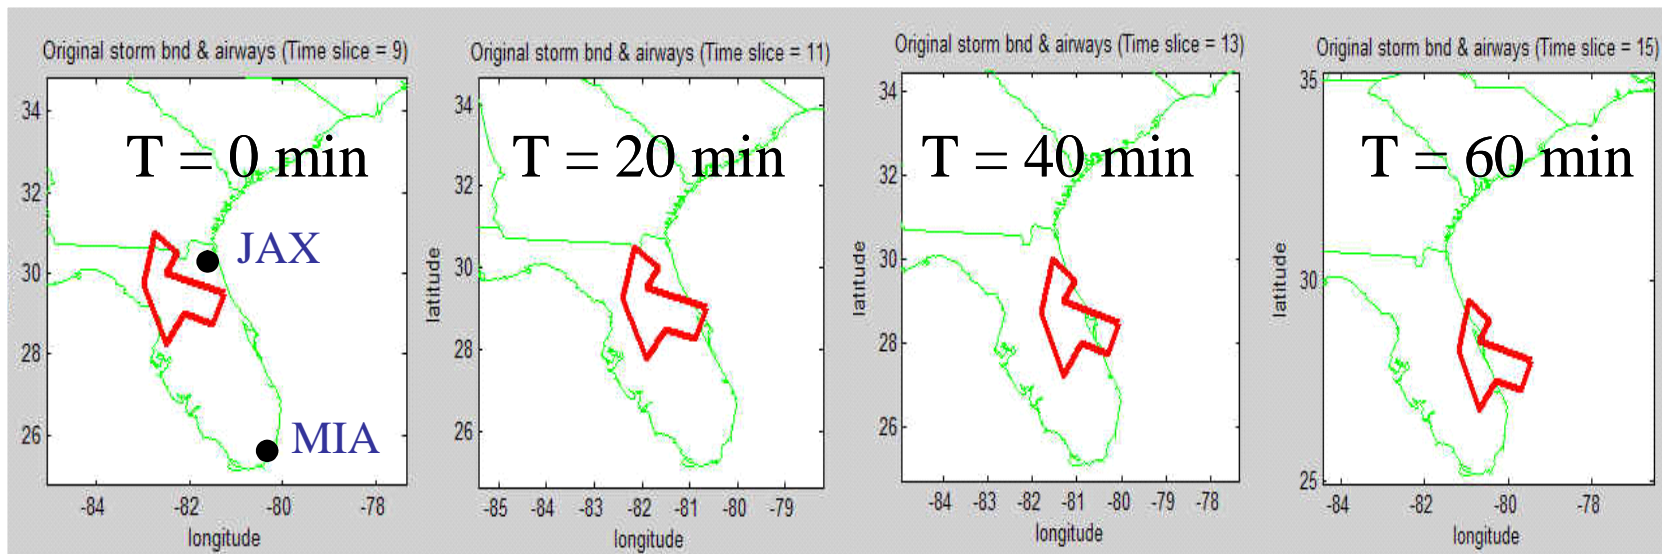 Original storm bnd & airways (Time slice = 9)
T = 0 min
JAX
MIA
34
32
30
28
26
-84
-82
-80
-78
longitude
Original storm bnd & airways (Time slice = 11)
T = 20 min
latitude
34
32
30
28
26
-85
-84
-83
-82
-81
-80
-79
-78
longitude
Original storm bnd & airways (Time slice = 13)
T = 40 min
latitude
34
32
30
28
26
-84
-83
-82
-81
-80
-79
-78
longitude
Original storm bnd & airways (Time slice = 15)
T = 60 min
latitude
35
30
25
-84
-82
-80
-78
longitude